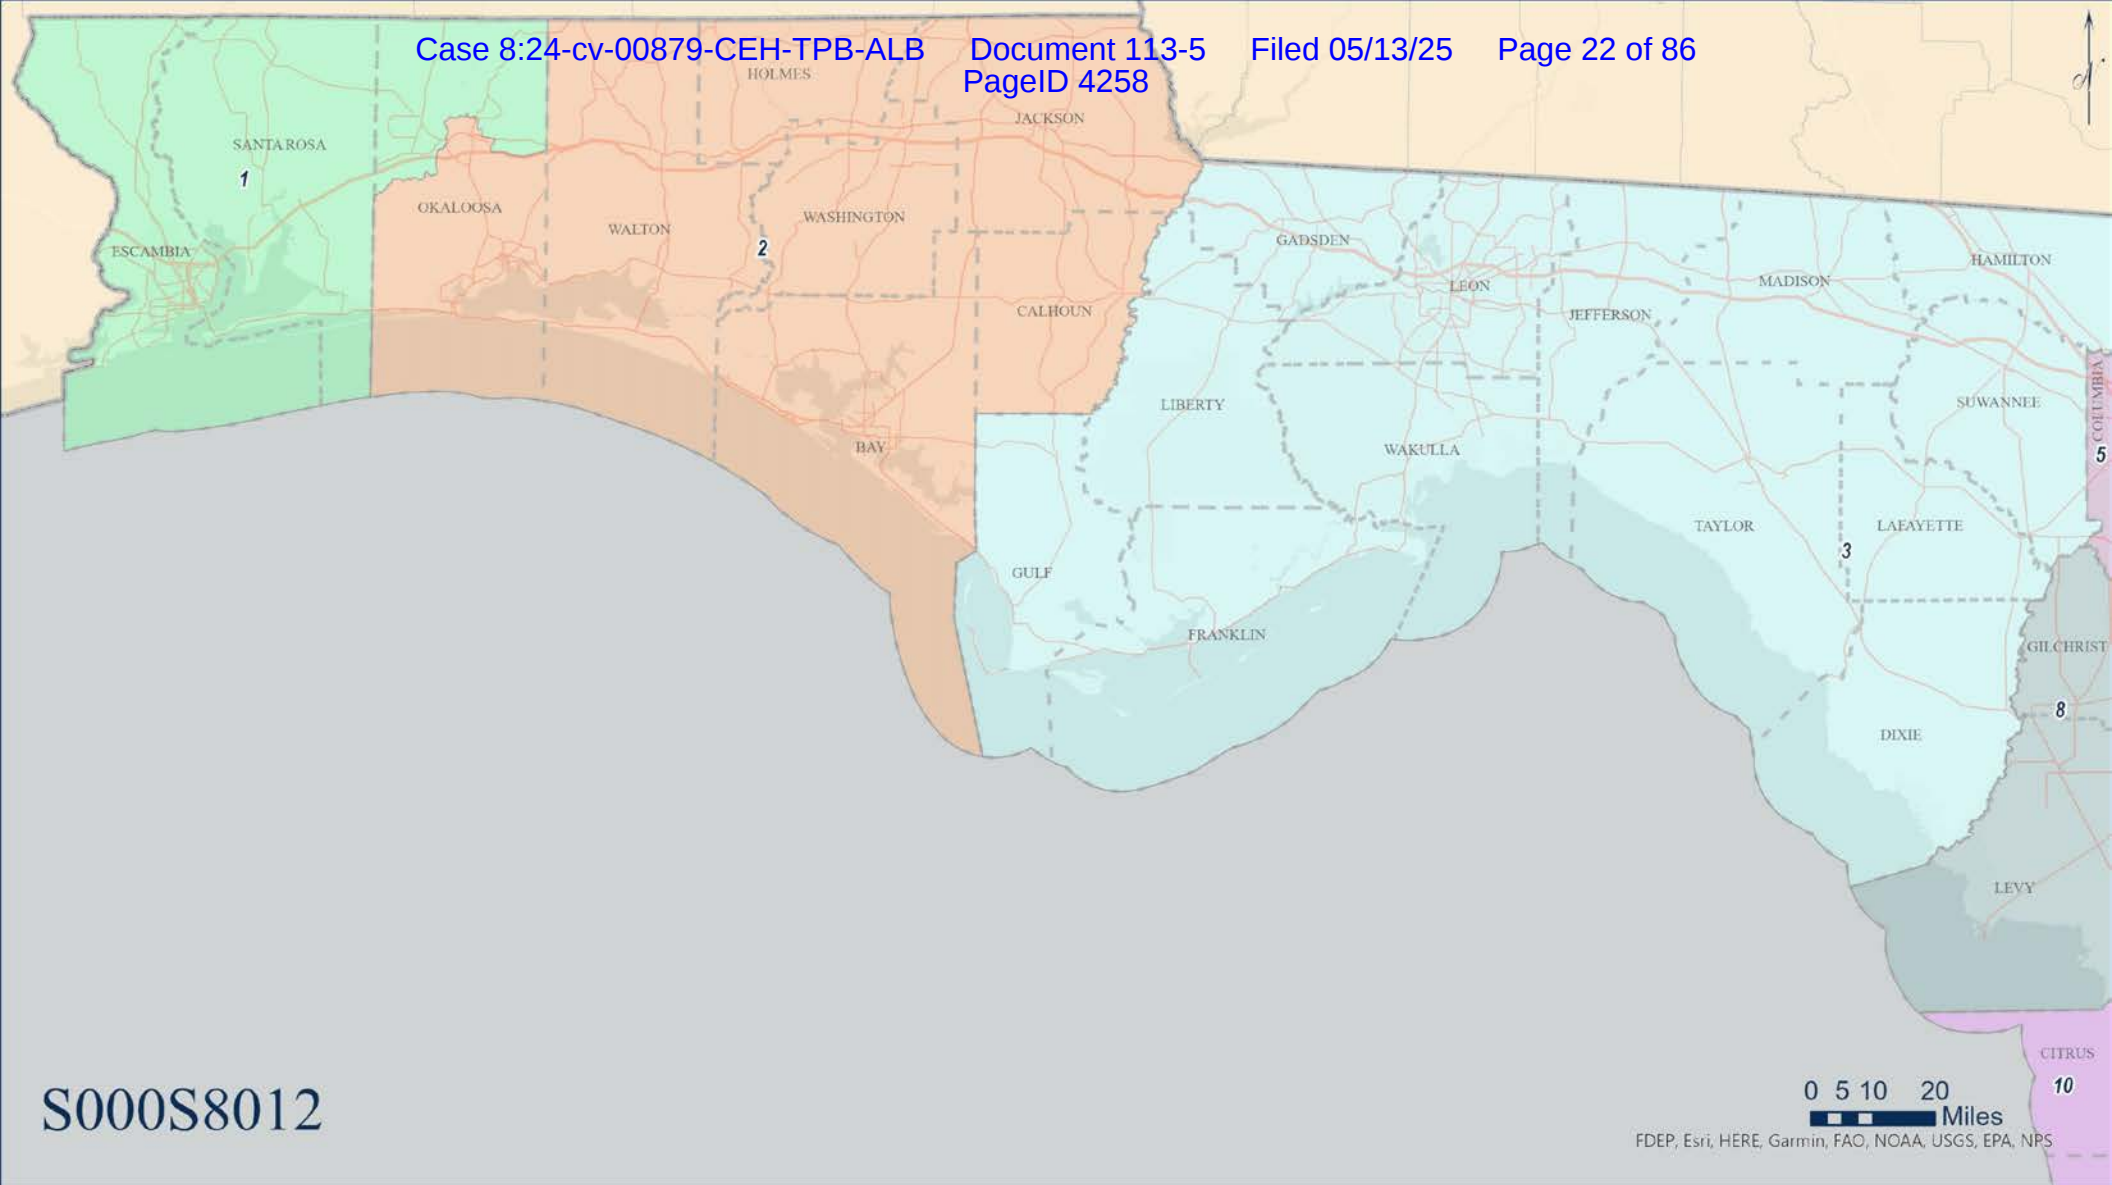 Case 8:24-cv-00879-CEH-TPB-ALB Document 113-5 Filed 05/13/25 Page 22 of 86
PageID 4258
HOLMES
JACKSON
SANTA ROSA
1
OKALOOSA
WALTON
WASHINGTON
2
ESCAMBIA
GADSDEN
LEON
HAMILTON
MADISON
JEFFERSON
CALHOUN
LIBERTY
SUWANNEE
COLUMBIA
5
BAY
WAKULLA
TAYLOR
LAFAYETTE
3
GULF
FRANKLIN
GILCHRIST
8
DIXIE
LEVY
CITRUS
10
S000S8012
0 5 10 20
Miles
FDEP, Esri, HERE, Garmin, FAO, NOAA, USGS, EPA, NPS
N